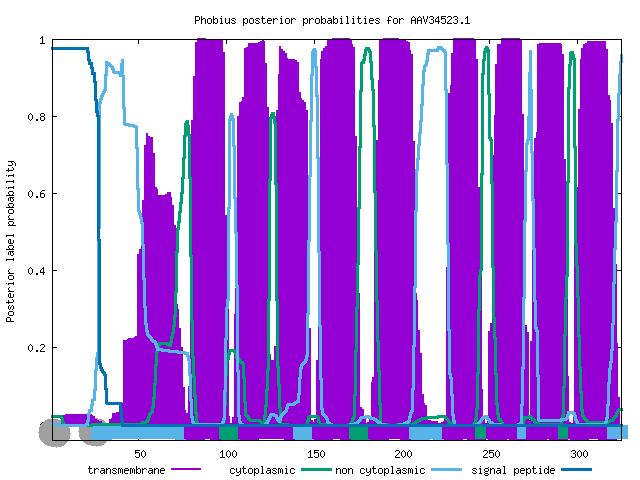 Phobius posterior probabilities for AAV34523.1
1
0.8
0.6
0.4
0.2
Posterior label probability
50
100
150
200
250
300
transmembrane
cytoplasmic
non cytoplasmic
signal peptide